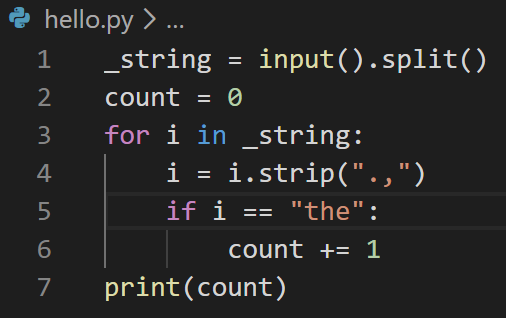 hello.py > ...
1 _string = input().split()
2 count = 0
3 for i in _string:
4     i = i.strip(".,")
5     if i == "the":
6         count += 1
7 print(count)